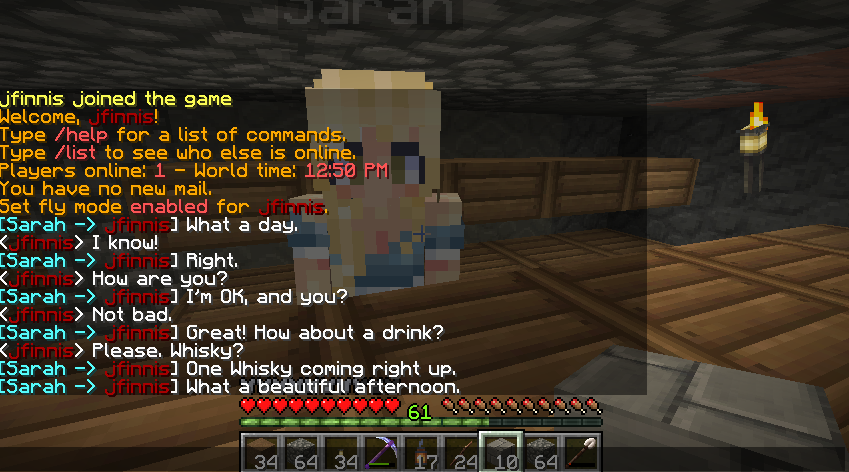 Sarah
jfinnis joined the game
Welcome, jfinnis!
Type /help for a list of commands.
Type /list to see who else is online.
Players online: 1 - World time: 12:50 PM
You have no new mail.
Set fly mode enabled for jfinnis.
[Sarah -> jfinnis] What a day.
<jfinnis> I know!
[Sarah -> jfinnis] Right.
<jfinnis> How are you?
[Sarah -> jfinnis] I'm OK, and you?
<jfinnis> Not bad.
[Sarah -> jfinnis] Great! How about a drink?
<jfinnis> Please. Whisky?
[Sarah -> jfinnis] One Whisky coming right up.
[Sarah -> jfinnis] What a beautiful afternoon.
61
34 64 34 17 24 10 64